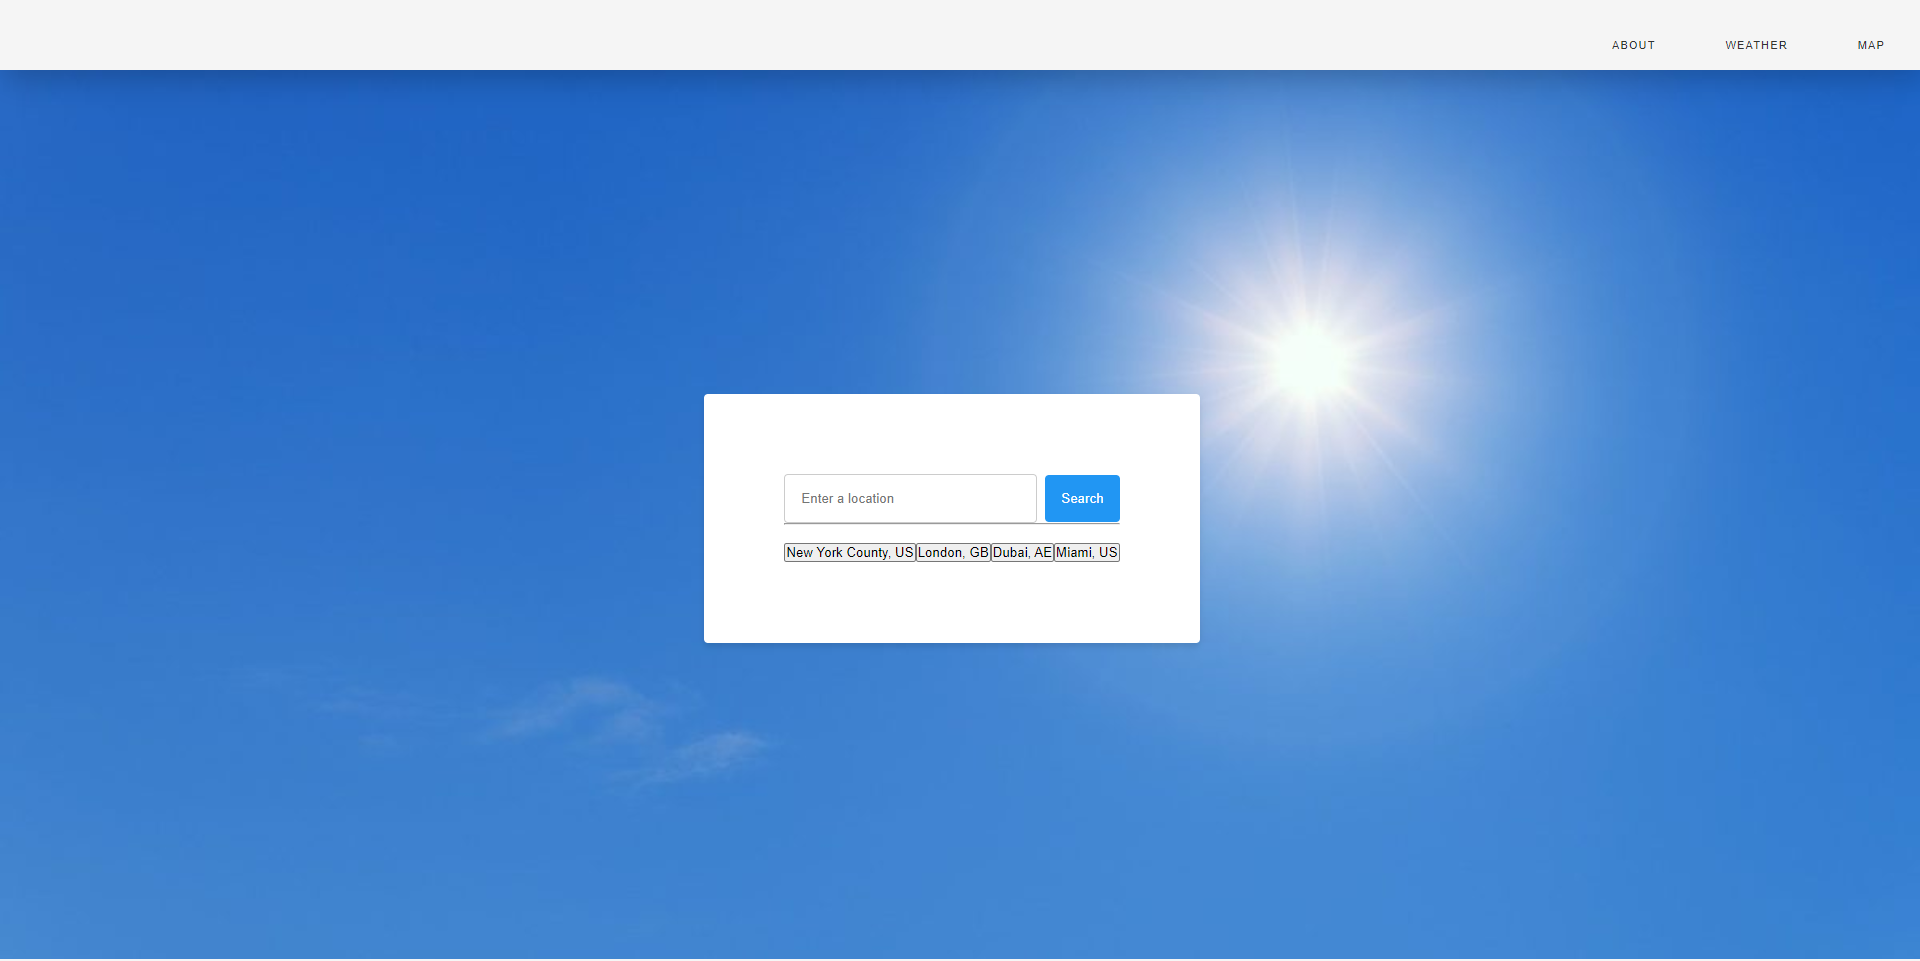 ABOUT WEATHER MAP
Enter a location Search
New York County, US London, GB Dubai, AE Miami, US